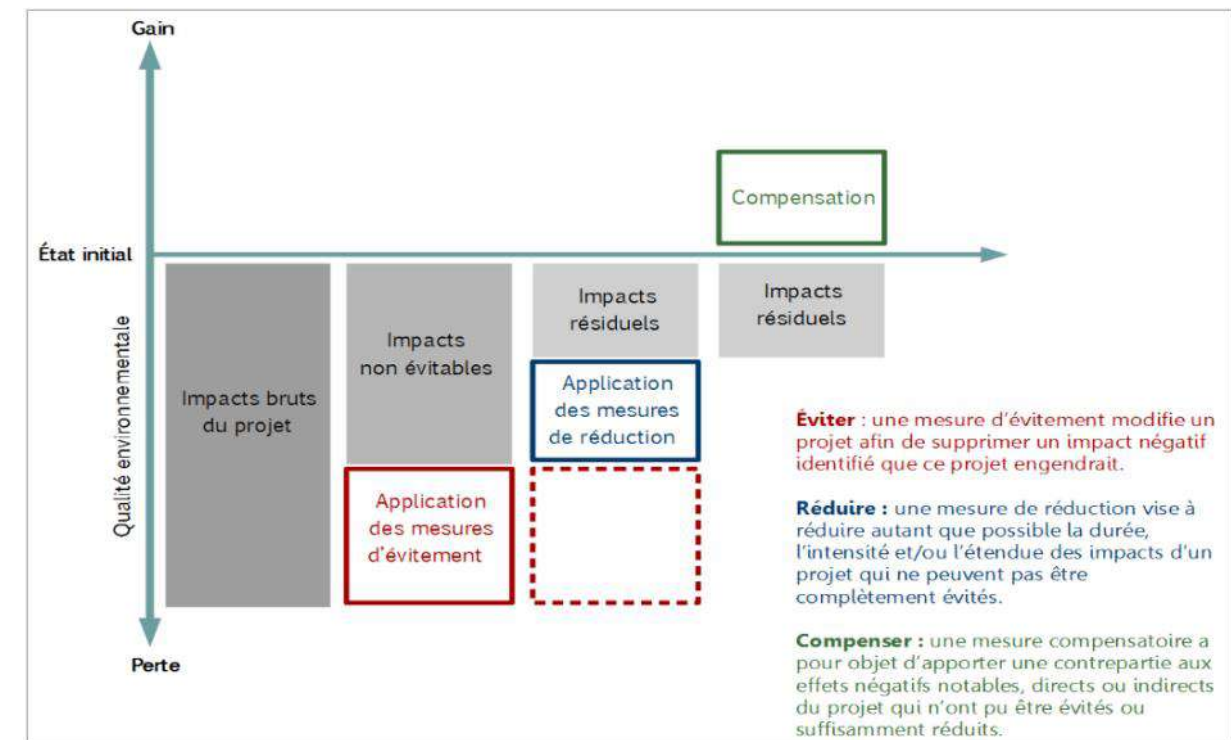 Gain
Compensation
État initial
Qualité environnementale
Impacts bruts
du projet
Impacts
non évitables
Application
des mesures
d'évitement
Impacts
résiduels
Application
des mesures
de réduction
Impacts
résiduels
Perte
Éviter : une mesure d'évitement modifie un
projet afin de supprimer un impact négatif
identifié que ce projet engendrait.
Réduire : une mesure de réduction vise à
réduire autant que possible la durée,
l'intensité et/ou l'étendue des impacts d'un
projet qui ne peuvent pas être
complètement évités.
Compenser : une mesure compensatoire a
pour objet d'apporter une contrepartie aux
effets négatifs notables, directs ou indirects
du projet qui n'ont pu être évités ou
suffisamment réduits.